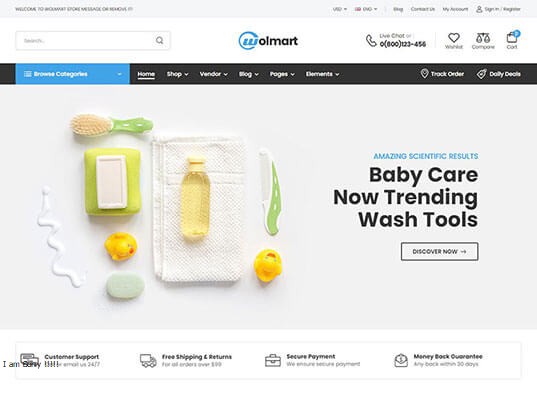 WELCOME TO WOLMART STORE MESSAGE OR REMOVE IT!
USD
ENG
Blog
Contact Us
My Account
Sign in / Register
Search...
Wolmart
Live Chat or :
0(800)123-456
Wishlist
Compare
Cart
Browse Categories
Home
Shop
Vendor
Blog
Pages
Elements
Track Order
Daily Deals
AMAZING SCIENTIFIC RESULTS
Baby Care
Now Trending
Wash Tools
DISCOVER NOW
Customer Support
or email us 24/7
I am
!!!!!
Free Shipping & Returns
For all orders over $99
Secure Payment
We ensure secure payment
Money Back Guarantee
Any back within 30 days